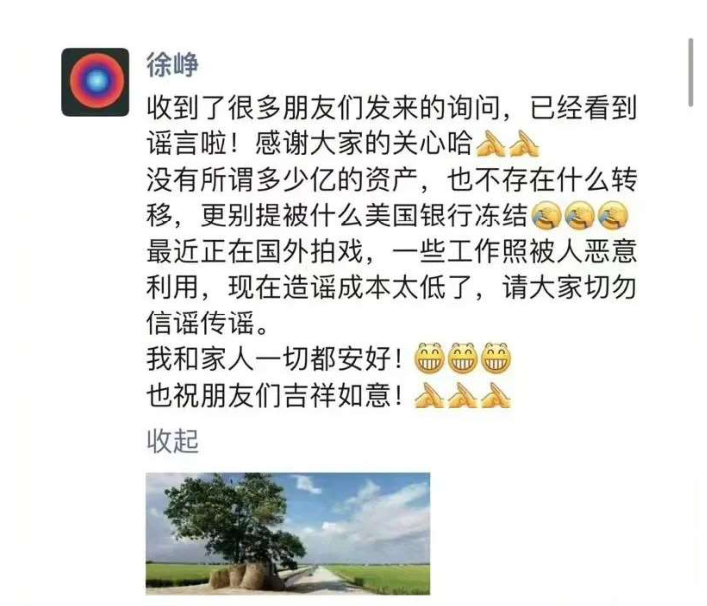 徐峥
收到了很多朋友们发来的询问，已经看到
谣言啦！感谢大家的关心哈🙏🙏
没有所谓多少亿的资产，也不存在什么转
移，更别提被什么美国银行冻结🤦🤦🤦
最近正在国外拍戏，一些工作照被人恶意
利用，现在造谣成本太低了，请大家切勿
信谣传谣。
我和家人一切都安好！😁😁😁
也祝朋友们吉祥如意！🙏🙏🙏
收起